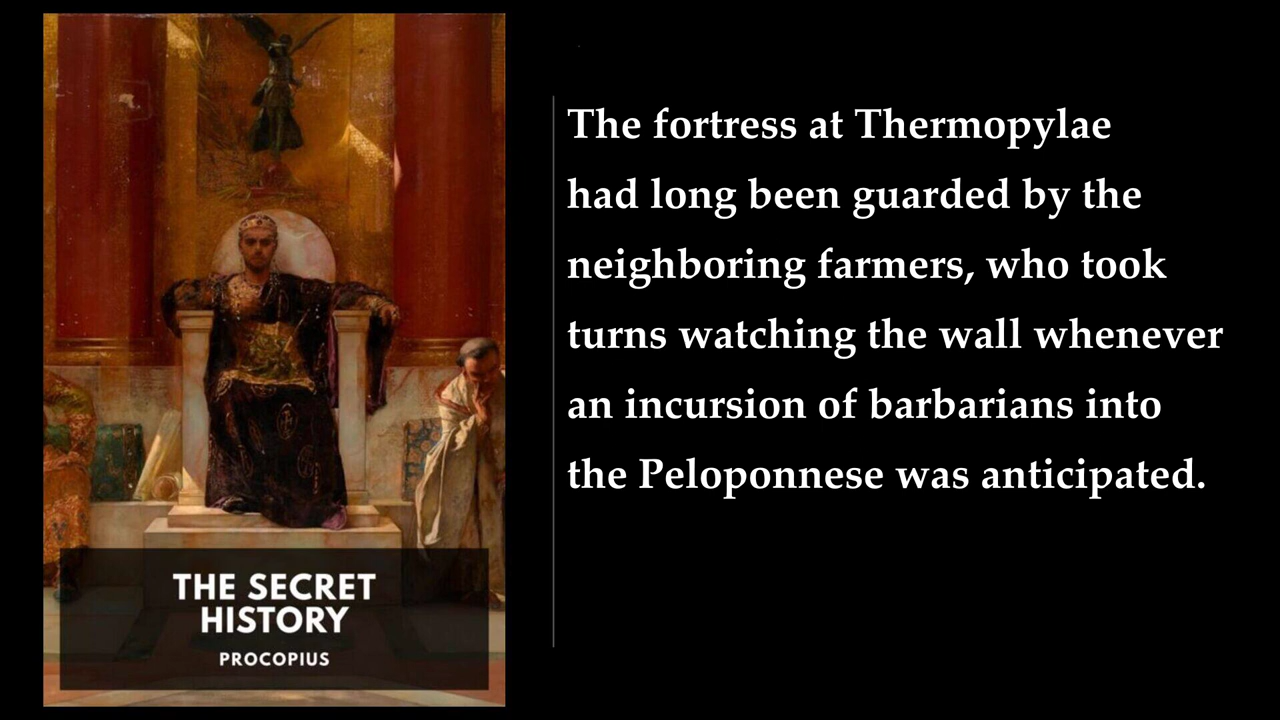 THE SECRET
HISTORY
PROCOPIUS
The fortress at Thermopylae
had long been guarded by the
neighboring farmers, who took
turns watching the wall whenever
an incursion of barbarians into
the Peloponnese was anticipated.